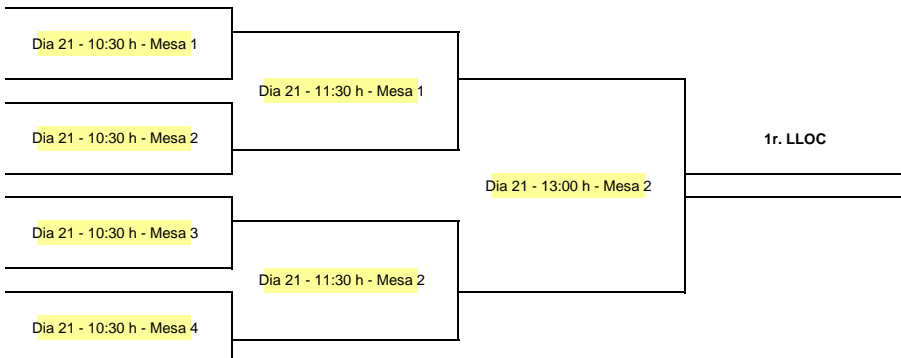 Dia 21 - 10:30 h - Mesa 1
Dia 21 - 11:30 h - Mesa 1
Dia 21 - 10:30 h - Mesa 2
1r. LLOC
Dia 21 - 13:00 h - Mesa 2
Dia 21 - 10:30 h - Mesa 3
Dia 21 - 11:30 h - Mesa 2
Dia 21 - 10:30 h - Mesa 4